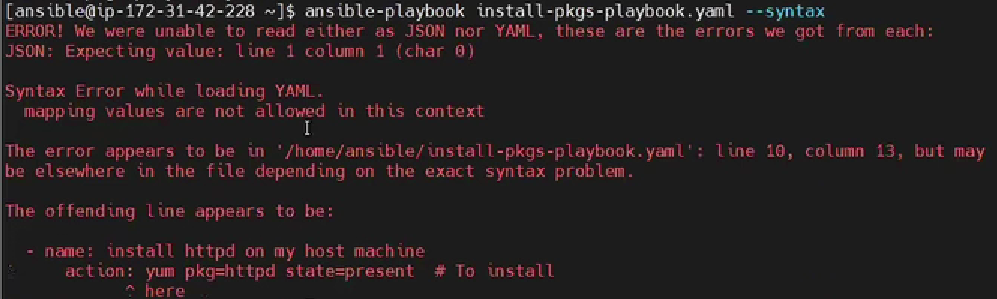 [ansible@ip-172-31-42-228 ~]$ ansible-playbook install-pkgs-playbook.yaml --syntax
ERROR! We were unable to read either as JSON nor YAML, these are the errors we got from each:
JSON: Expecting value: line 1 column 1 (char 0)
Syntax Error while loading YAML.
mapping values are not allowed in this context
The error appears to be in '/home/ansible/install-pkgs-playbook.yaml': line 10, column 13, but may
be elsewhere in the file depending on the exact syntax problem.
The offending line appears to be:
- name: install httpd on my host machine
action: yum pkg=httpd state=present # To install
^ here